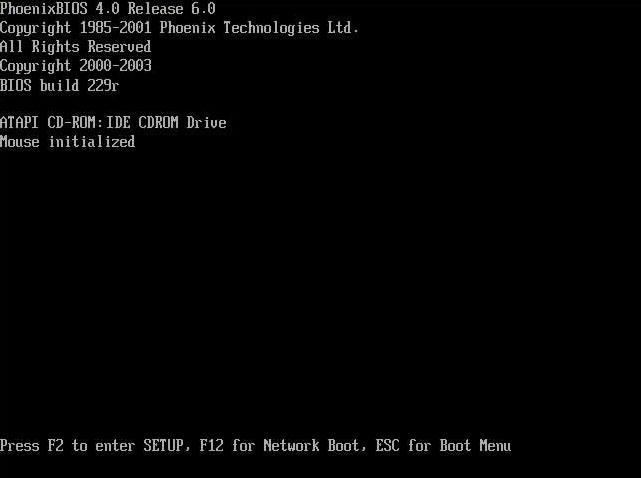 PhoenixBIOS 4.0 Release 6.0
Copyright 1985-2001 Phoenix Technologies Ltd.
All Rights Reserved
Copyright 2000-2003
BIOS build 229r
ATAPI CD-ROM:IDE CDROM Drive
Mouse initialized
Press F2 to enter SETUP, F12 for Network Boot, ESC for Boot Menu